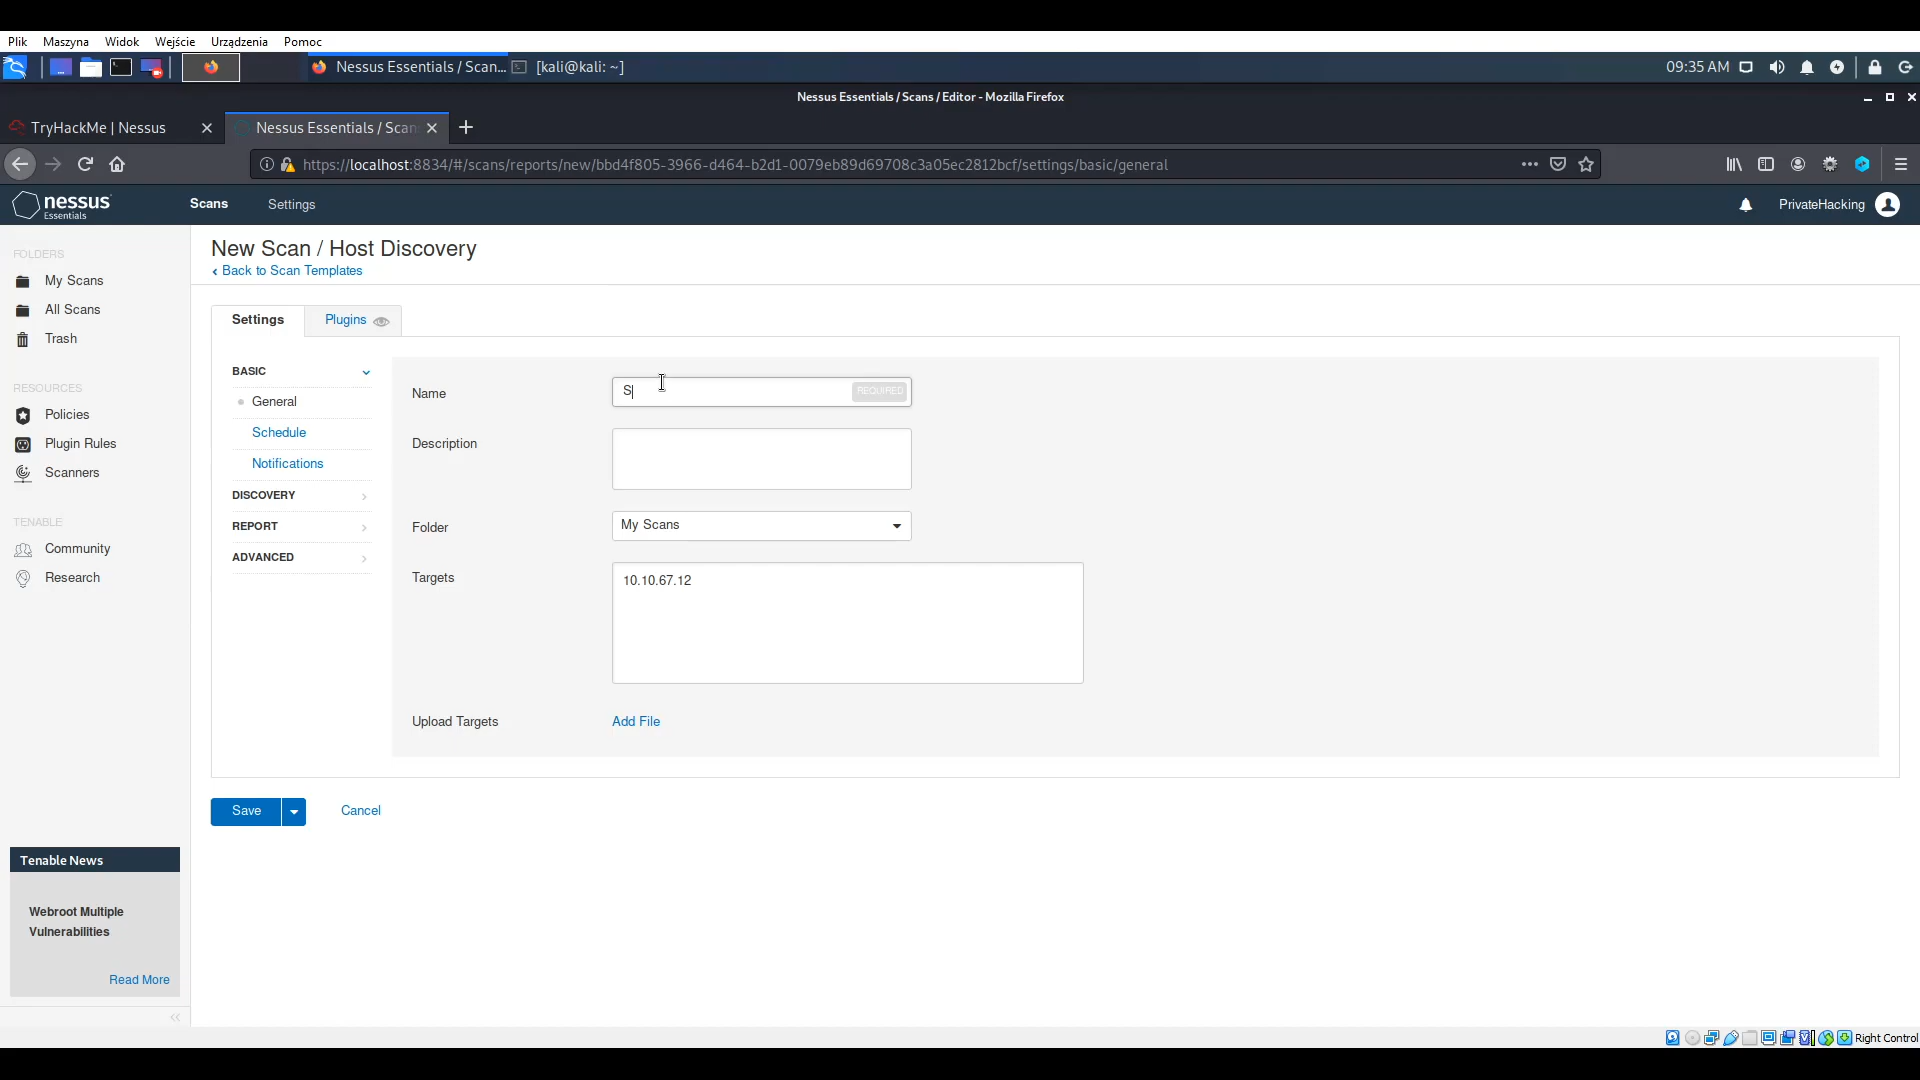 Plik Maszyna Widok Wejście Urządzenia Pomoc
Nessus Essentials / Scan... [kali@kali: ~] 09:35 AM
Nessus Essentials / Scans / Editor - Mozilla Firefox
TryHackMe | Nessus Nessus Essentials / Scan
https://localhost:8834/#/scans/reports/new/bbd4f805-3966-d464-b2d1-0079eb89d69708c3a05ec2812bcf/settings/basic/general
nessus Essentials Scans Settings PrivateHacking
FOLDERS
My Scans
All Scans
Trash
RESOURCES
Policies
Plugin Rules
Scanners
TENABLE
Community
Research
Tenable News
Webroot Multiple
Vulnerabilities
Read More
New Scan / Host Discovery
Back to Scan Templates
Settings Plugins
BASIC
General
Schedule
Notifications
DISCOVERY
REPORT
ADVANCED
Name S REQUIRED
Description
Folder My Scans
Targets 10.10.67.12
Upload Targets Add File
Save Cancel
Right Control